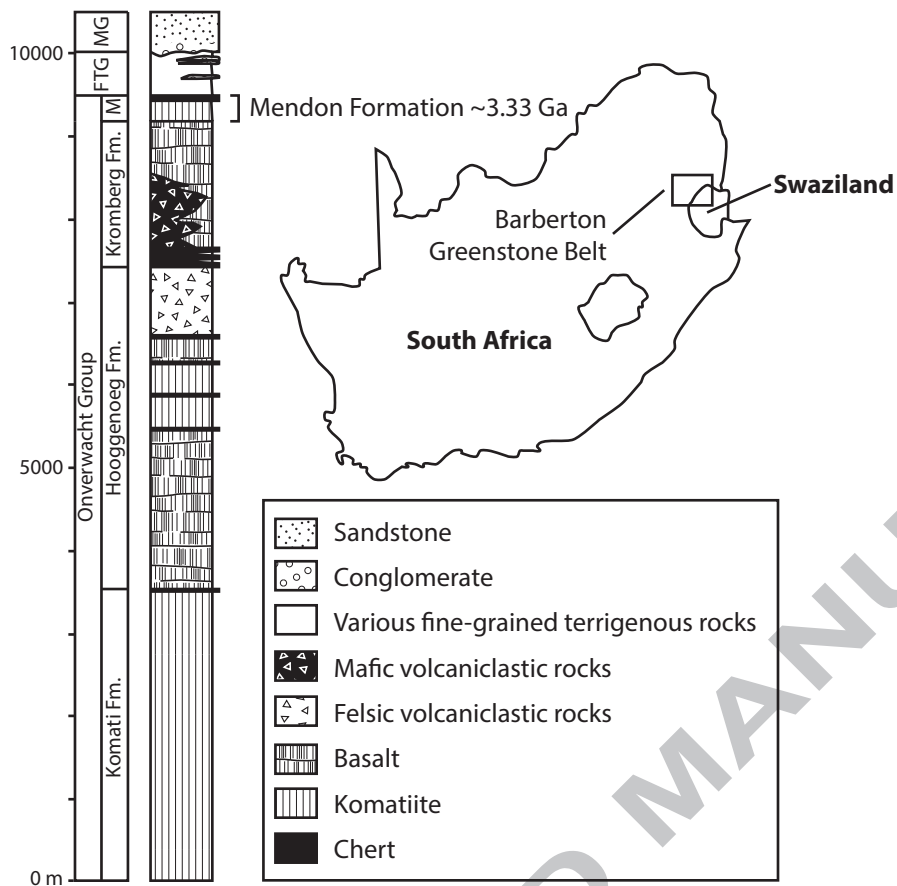 10000
5000
0 m
MG
FTG
M
Kromberg Fm.
Hooggenoeg Fm.
Onverwacht Group
Komati Fm.
Mendon Formation ~3.33 Ga
Barberton
Greenstone Belt
Swaziland
South Africa
Sandstone
Conglomerate
Various fine-grained terrigenous rocks
Mafic volcaniclastic rocks
Felsic volcaniclastic rocks
Basalt
Komatiite
Chert